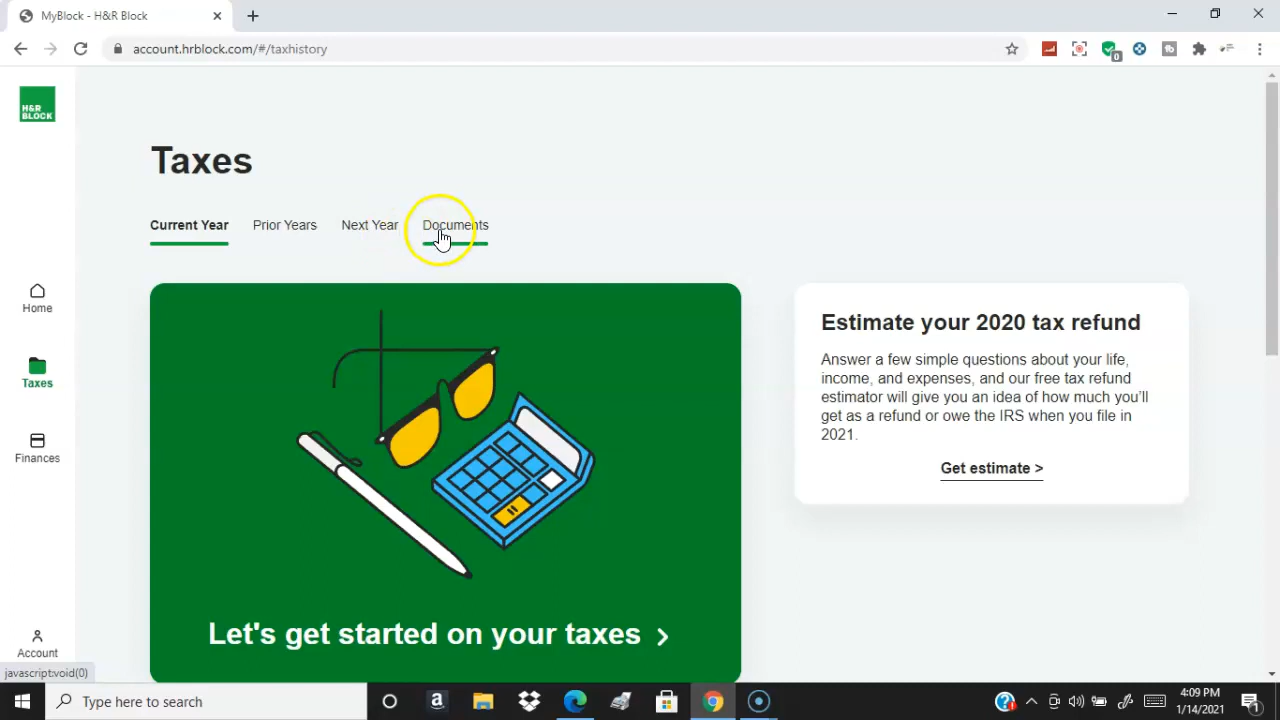 MyBlock - H&R Block
account.hrblock.com/#/taxhistory
0
H&R
BLOCK
Taxes
Current Year
Prior Years
Next Year
Documents
Home
Taxes
Finances
Account
Let's get started on your taxes
Estimate your 2020 tax refund
Answer a few simple questions about your life,
income, and expenses, and our free tax refund
estimator will give you an idea of how much you'll
get as a refund or owe the IRS when you file in
2021.
Get estimate >
javascript:void(0)
Type here to search
4:09 PM
1/14/2021
1